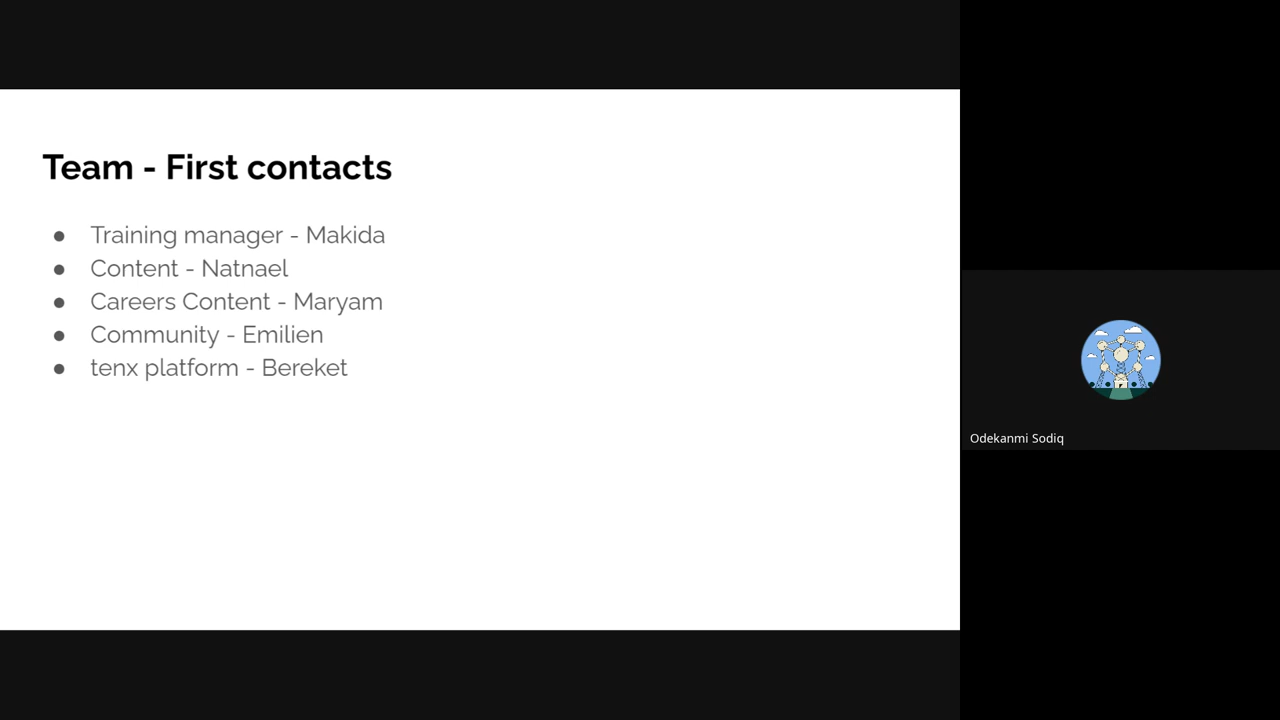 Team - First contacts
● Training manager - Makida
● Content - Natnael
● Careers Content - Maryam
● Community - Emilien
● tenx platform - Bereket
Odekanmi Sodiq